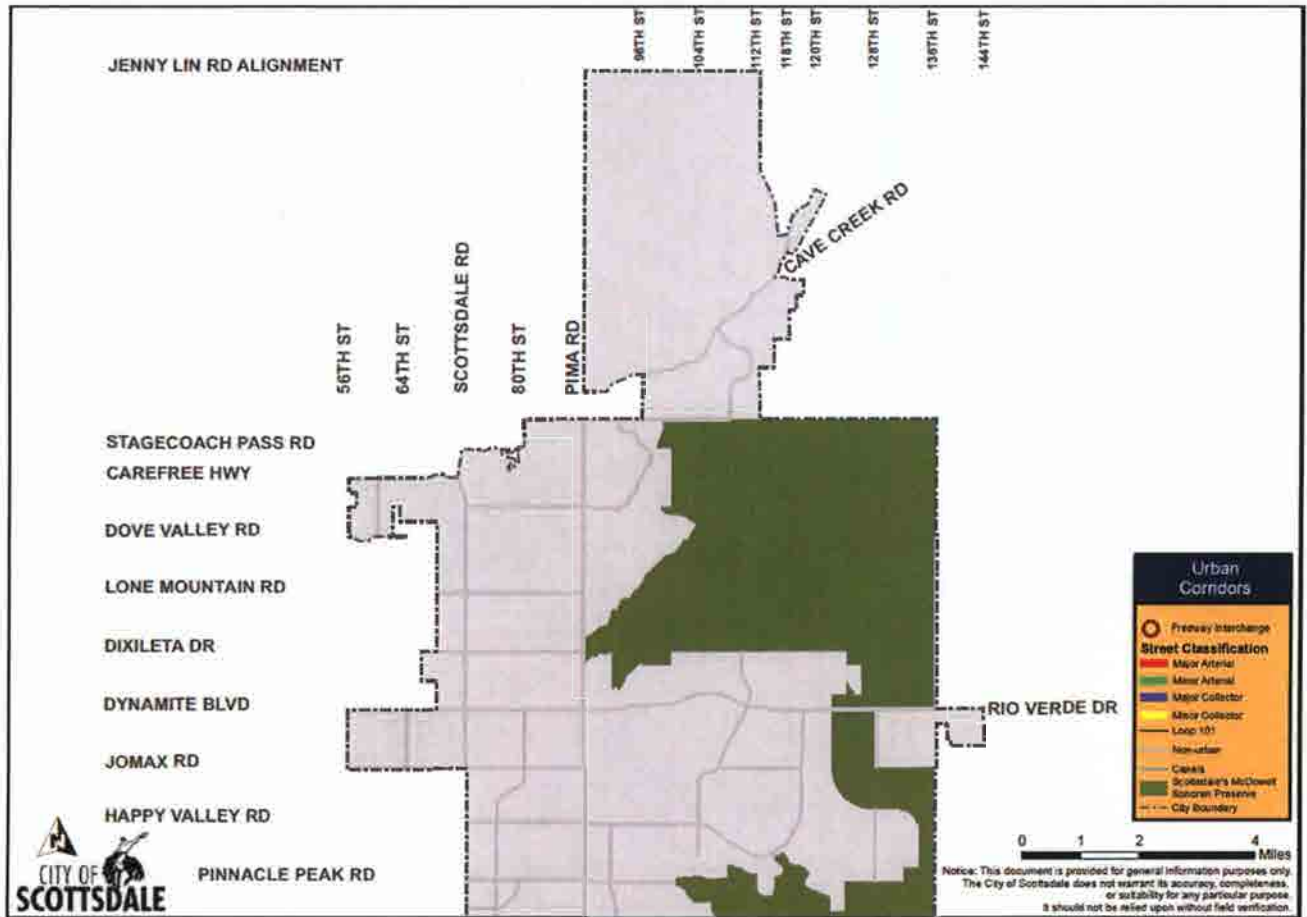 96TH ST
104TH ST
112TH ST
118TH ST
120TH ST
128TH ST
136TH ST
144TH ST
JENNY LIN RD ALIGNMENT
CAVE CREEK RD
56TH ST
64TH ST
SCOTTSDALE RD
80TH ST
PIMA RD
STAGECOACH PASS RD
CAREFREE HWY
DOVE VALLEY RD
LONE MOUNTAIN RD
DIXILETA DR
DYNAMITE BLVD
RIO VERDE DR
JOMAX RD
HAPPY VALLEY RD
PINNACLE PEAK RD
N
CITY OF
SCOTTSDALE
Urban
Corridors
Freeway Interchange
Street Classification
Major Arterial
Minor Arterial
Major Collector
Minor Collector
Loop 101
Non-urban
Canals
Scottsdale's McDowell
Sonoran Preserve
City Boundary
0 1 2 4
Miles
Notice: This document is provided for general information purposes only.
The City of Scottsdale does not warrant its accuracy, completeness,
or suitability for any particular purpose.
It should not be relied upon without field verification.